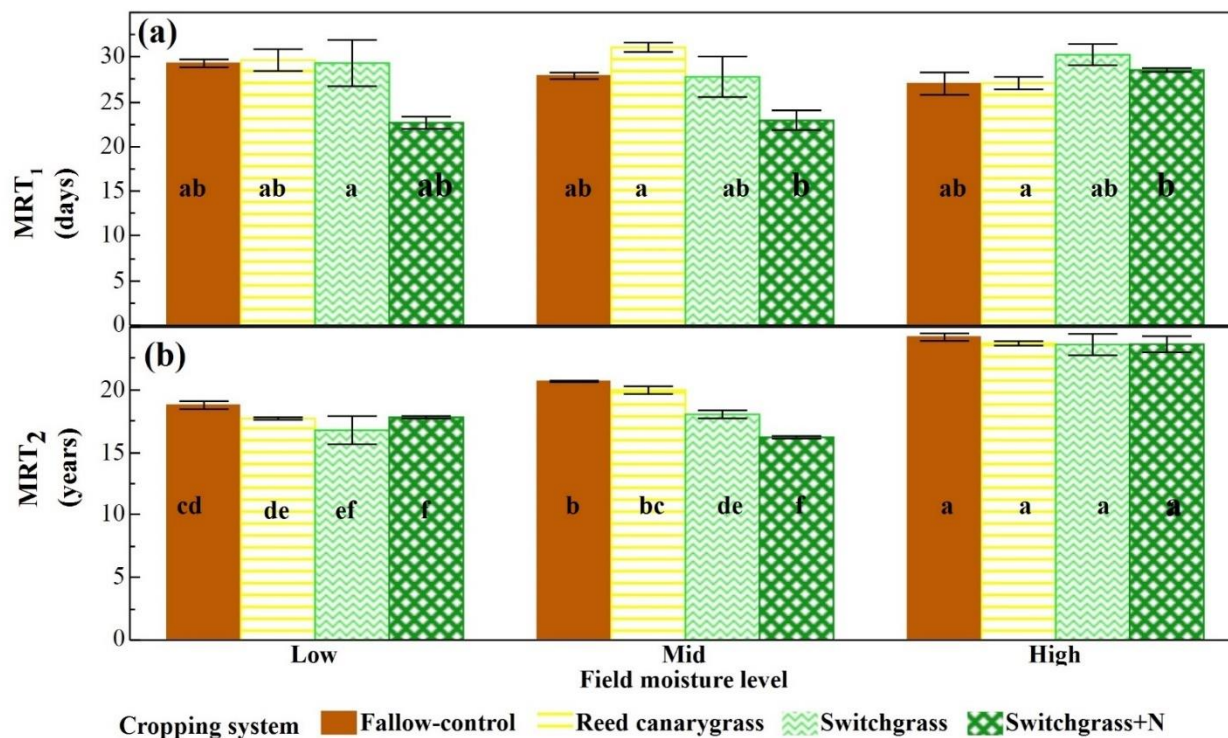 (a)
MRT1
(days)
30
25
20
15
10
5
0
ab ab a ab ab a ab b ab a ab b
(b)
MRT2
(years)
20
15
10
5
0
cd de ef f b bc de f a a a a
Low Mid High
Field moisture level
Cropping system Fallow-control Reed canarygrass Switchgrass Switchgrass+N